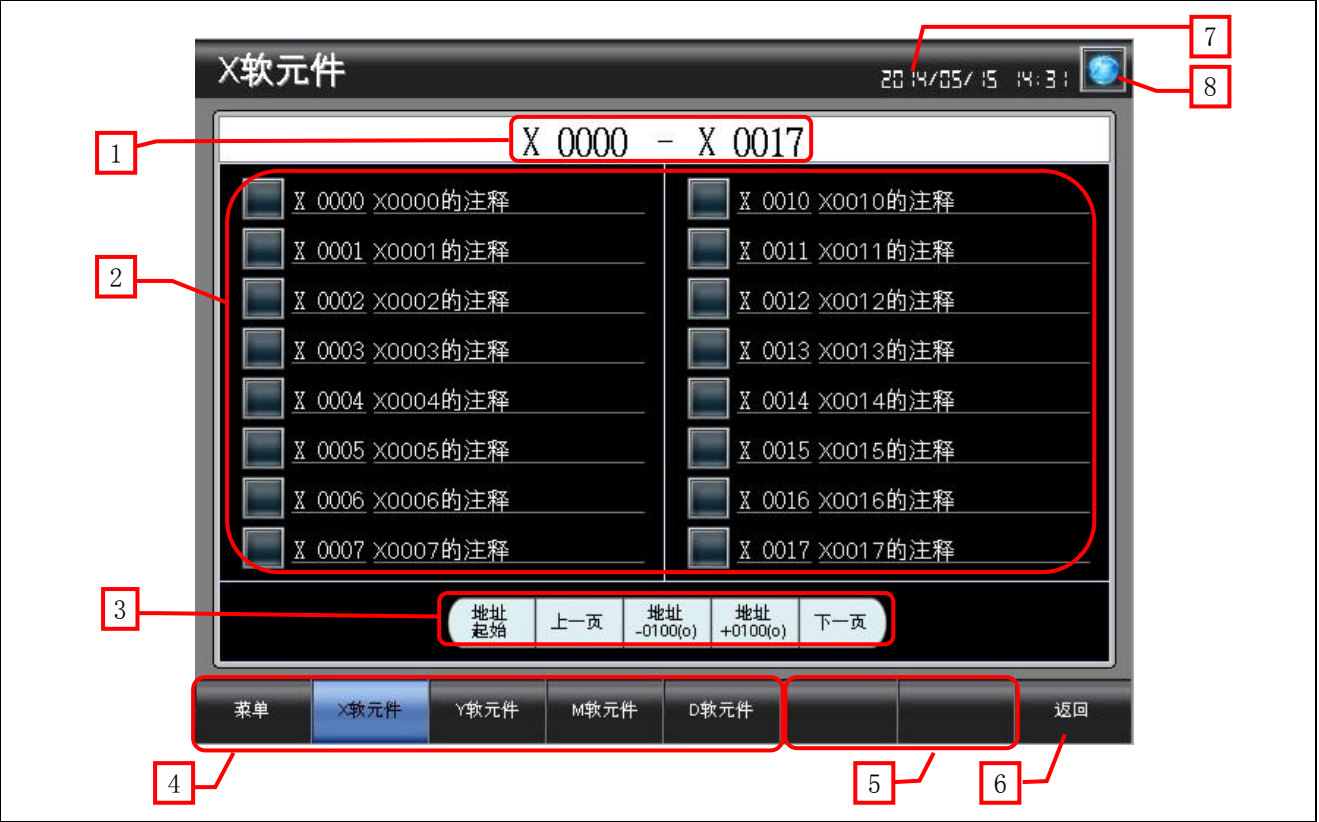 7
X软元件
2014/05/15 14:31
8
1
X 0000 - X 0017
X 0000 X0000的注释
X 0001 X0001的注释
2
X 0002 X0002的注释
X 0003 X0003的注释
X 0004 X0004的注释
X 0005 X0005的注释
X 0006 X0006的注释
X 0007 X0007的注释
X 0010 X0010的注释
X 0011 X0011的注释
X 0012 X0012的注释
X 0013 X0013的注释
X 0014 X0014的注释
X 0015 X0015的注释
X 0016 X0016的注释
X 0017 X0017的注释
3
地址
起始
上一页
地址
-0100(o)
地址
+0100(o)
下一页
菜单
X软元件
Y软元件
M软元件
D软元件
返回
4
5
6